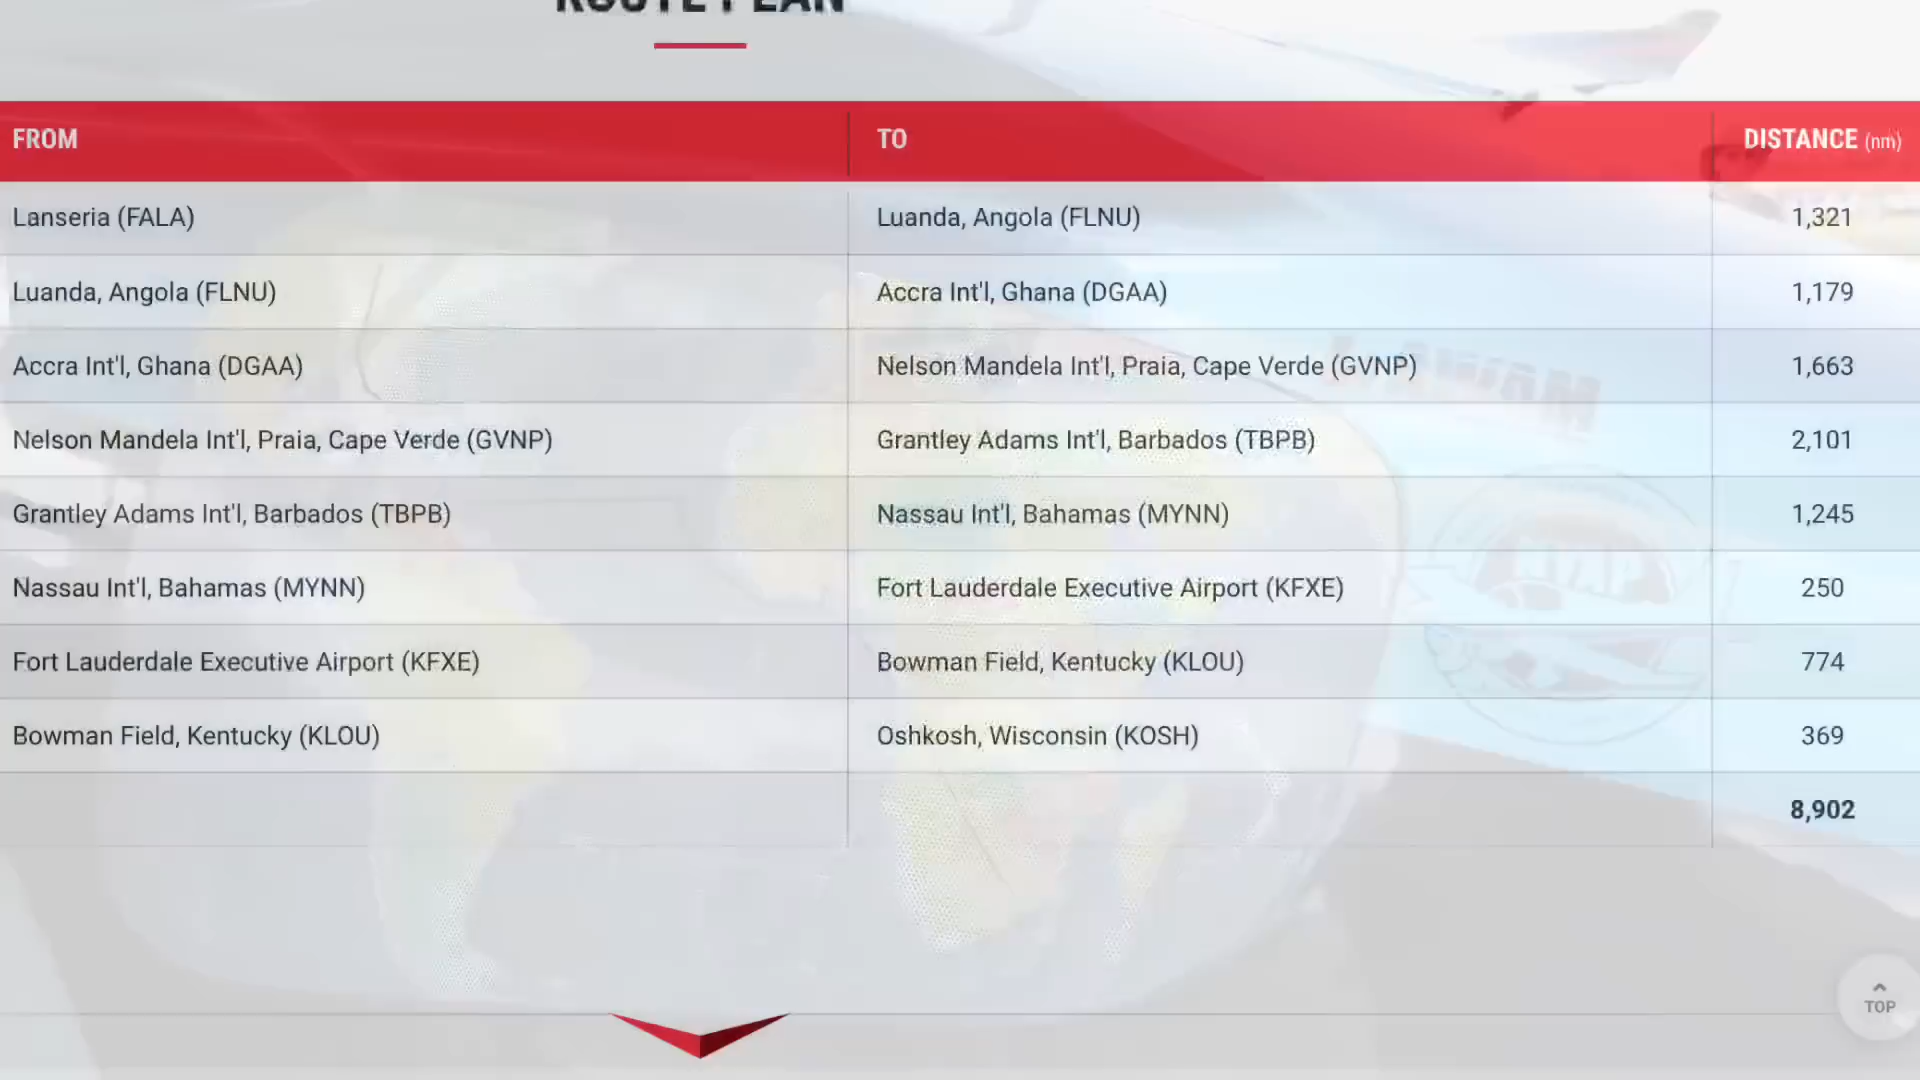 ROUTE PLAN
FROM TO DISTANCE (nm)
Lanseria (FALA) Luanda, Angola (FLNU) 1,321
Luanda, Angola (FLNU) Accra Int'l, Ghana (DGAA) 1,179
Accra Int'l, Ghana (DGAA) Nelson Mandela Int'l, Praia, Cape Verde (GVNP) 1,663
Nelson Mandela Int'l, Praia, Cape Verde (GVNP) Grantley Adams Int'l, Barbados (TBPB) 2,101
Grantley Adams Int'l, Barbados (TBPB) Nassau Int'l, Bahamas (MYNN) 1,245
Nassau Int'l, Bahamas (MYNN) Fort Lauderdale Executive Airport (KFXE) 250
Fort Lauderdale Executive Airport (KFXE) Bowman Field, Kentucky (KLOU) 774
Bowman Field, Kentucky (KLOU) Oshkosh, Wisconsin (KOSH) 369
8,902
TOP